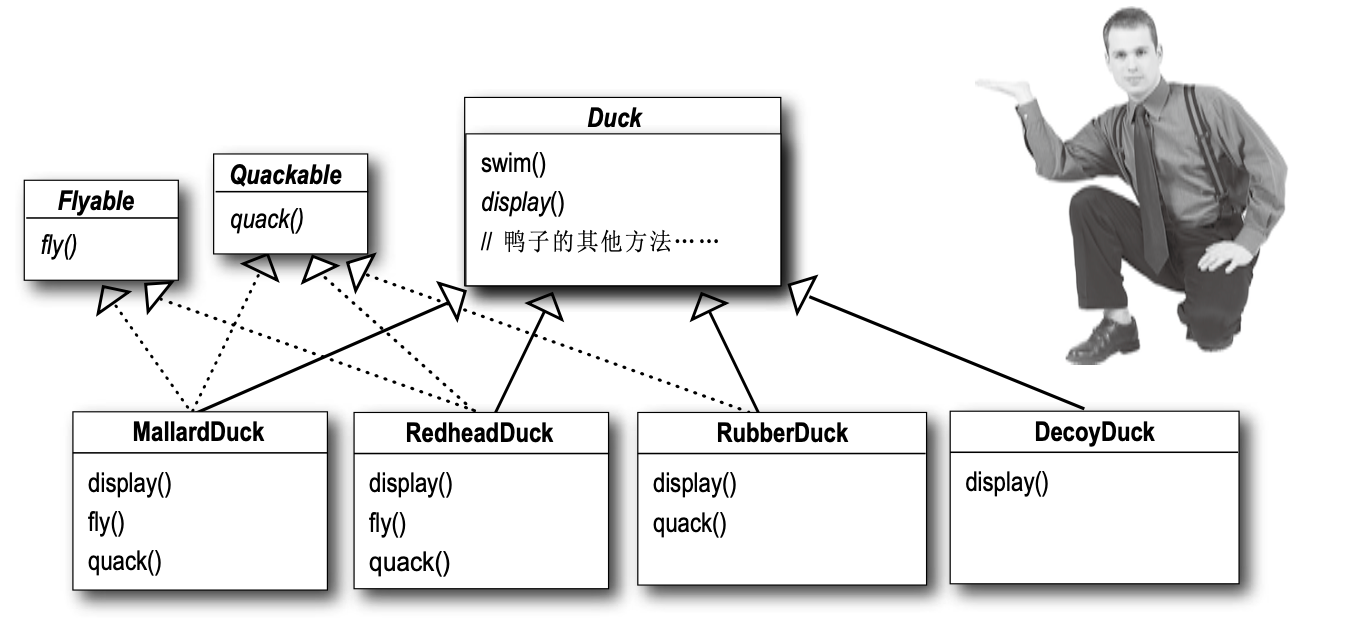 Duck
swim()
display()
// 鸭子的其他方法……
Quackable
quack()
Flyable
fly()
MallardDuck
display()
fly()
quack()
RedheadDuck
display()
fly()
quack()
RubberDuck
display()
quack()
DecoyDuck
display()